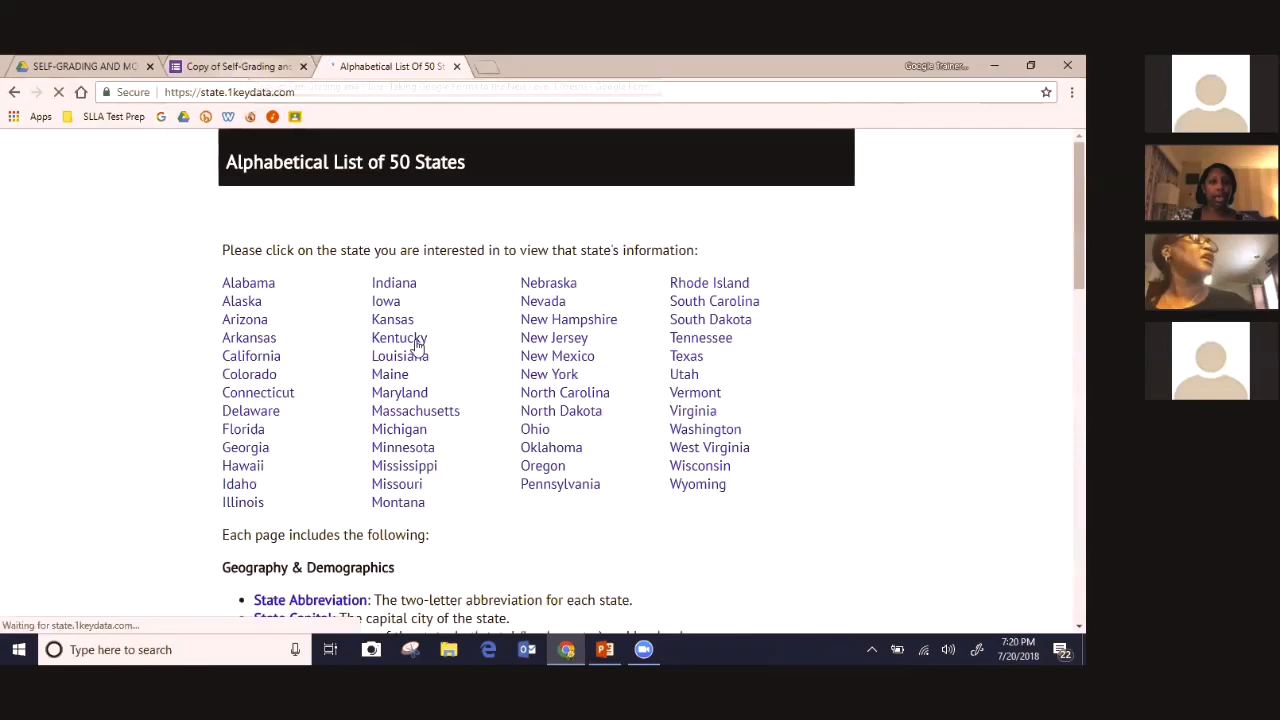 SELF-GRADING AND MO
Copy of Self-Grading an
Alphabetical List Of 50 St
Google Trainer...
Secure
https://state.1keydata.com
Apps
SLLA Test Prep
Alphabetical List of 50 States
Please click on the state you are interested in to view that state's information:
Alabama Indiana Nebraska Rhode Island
Alaska Iowa Nevada South Carolina
Arizona Kansas New Hampshire South Dakota
Arkansas Kentucky New Jersey Tennessee
California Louisiana New Mexico Texas
Colorado Maine New York Utah
Connecticut Maryland North Carolina Vermont
Delaware Massachusetts North Dakota Virginia
Florida Michigan Ohio Washington
Georgia Minnesota Oklahoma West Virginia
Hawaii Mississippi Oregon Wisconsin
Idaho Missouri Pennsylvania Wyoming
Illinois Montana
Each page includes the following:
Geography & Demographics
• State Abbreviation: The two-letter abbreviation for each state.
State Capital: The capital city of the state.
Waiting for state.1keydata.com...
Type here to search
7:20 PM
7/20/2018
22